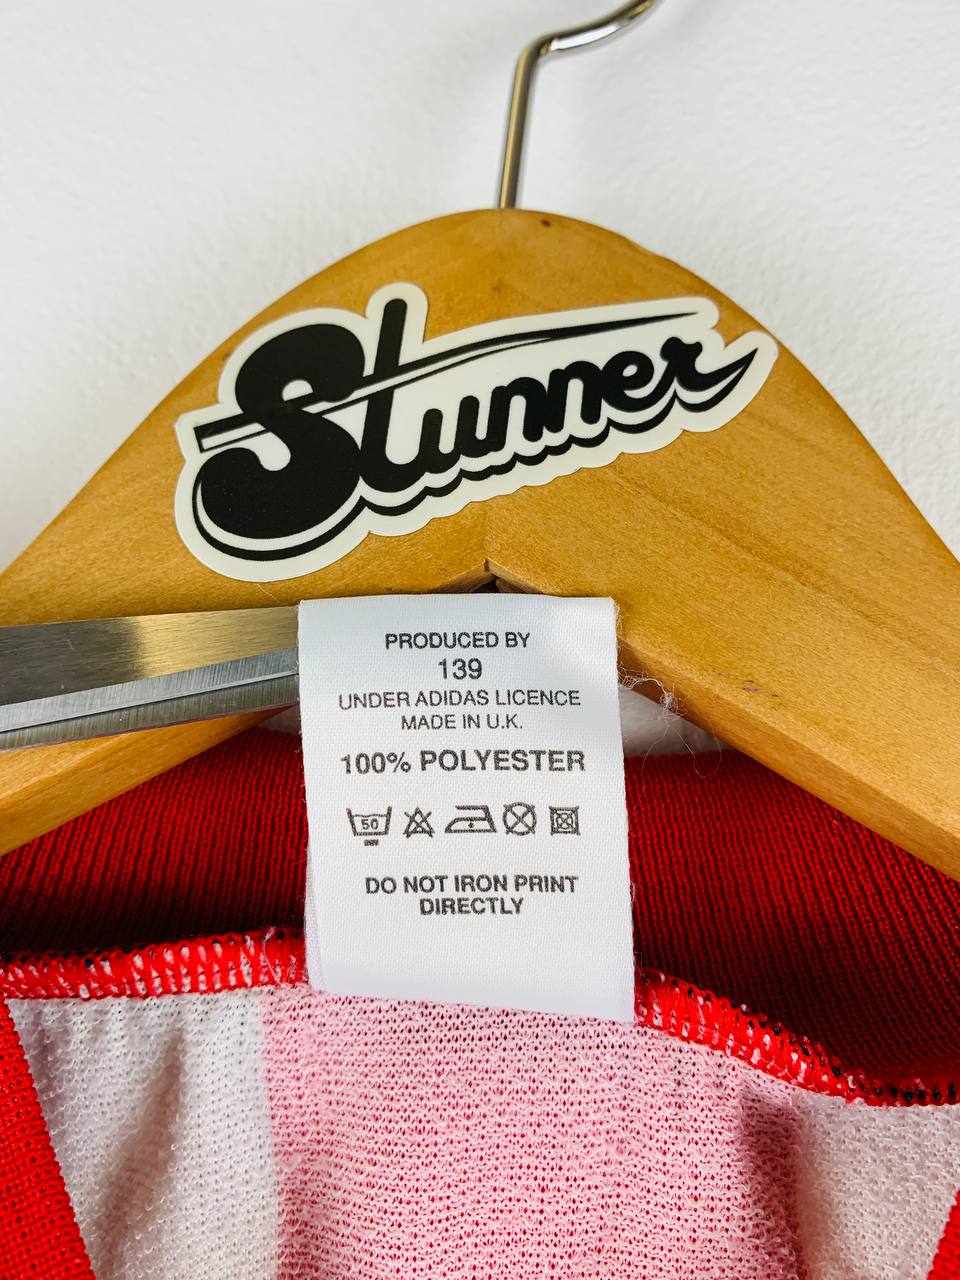 Stunner
PRODUCED BY
139
UNDER ADIDAS LICENCE
MADE IN U.K.
100% POLYESTER
50
DO NOT IRON PRINT
DIRECTLY